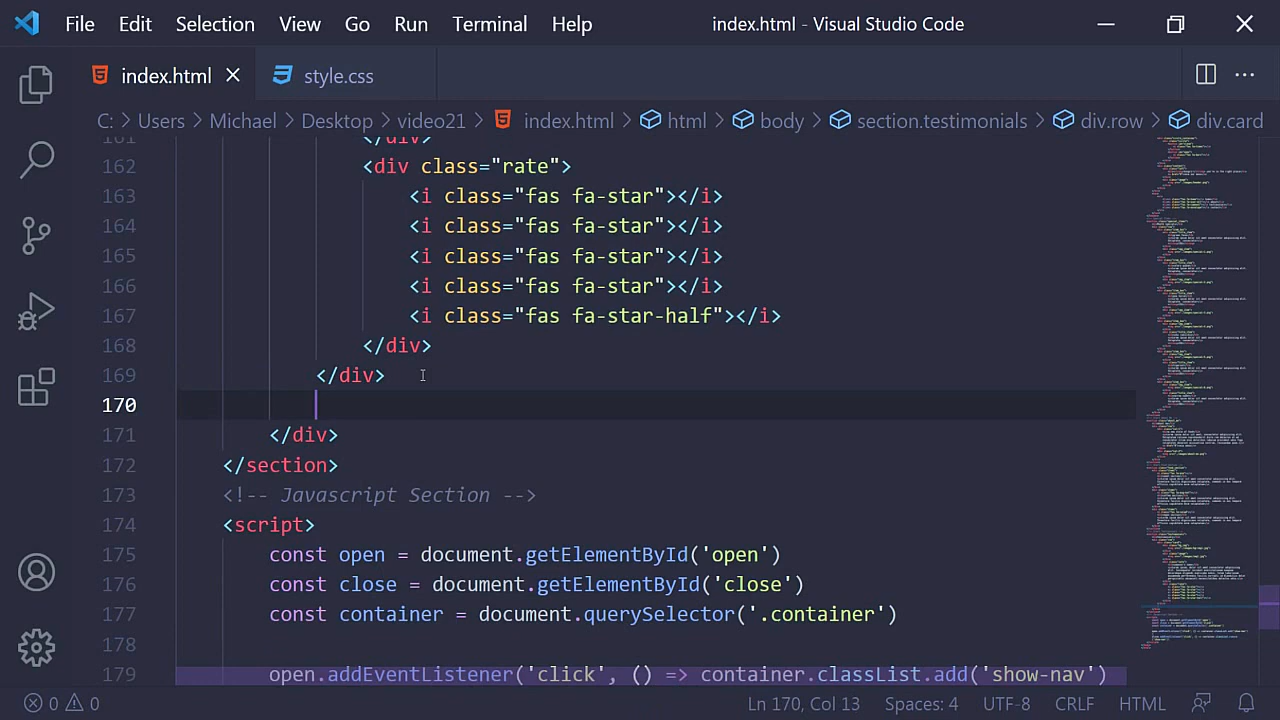 File Edit Selection View Go Run Terminal Help index.html - Visual Studio Code
index.html style.css
C: > Users > Michael > Desktop > video21 > index.html > html > body > section.testimonials > div.row > div.card
161 </div>
162 <div class="rate">
163 <i class="fas fa-star"></i>
164 <i class="fas fa-star"></i>
165 <i class="fas fa-star"></i>
166 <i class="fas fa-star"></i>
167 <i class="fas fa-star-half"></i>
168 </div>
169 </div>
170
171 </div>
172 </section>
173 <!-- Javascript Section -->
174 <script>
175 const open = document.getElementById('open')
176 const close = document.getElementById('close')
177 const container = document.querySelector('.container')
178
179 open.addEventListener('click', () => container.classList.add('show-nav')
0 0 Ln 170, Col 13 Spaces: 4 UTF-8 CRLF HTML